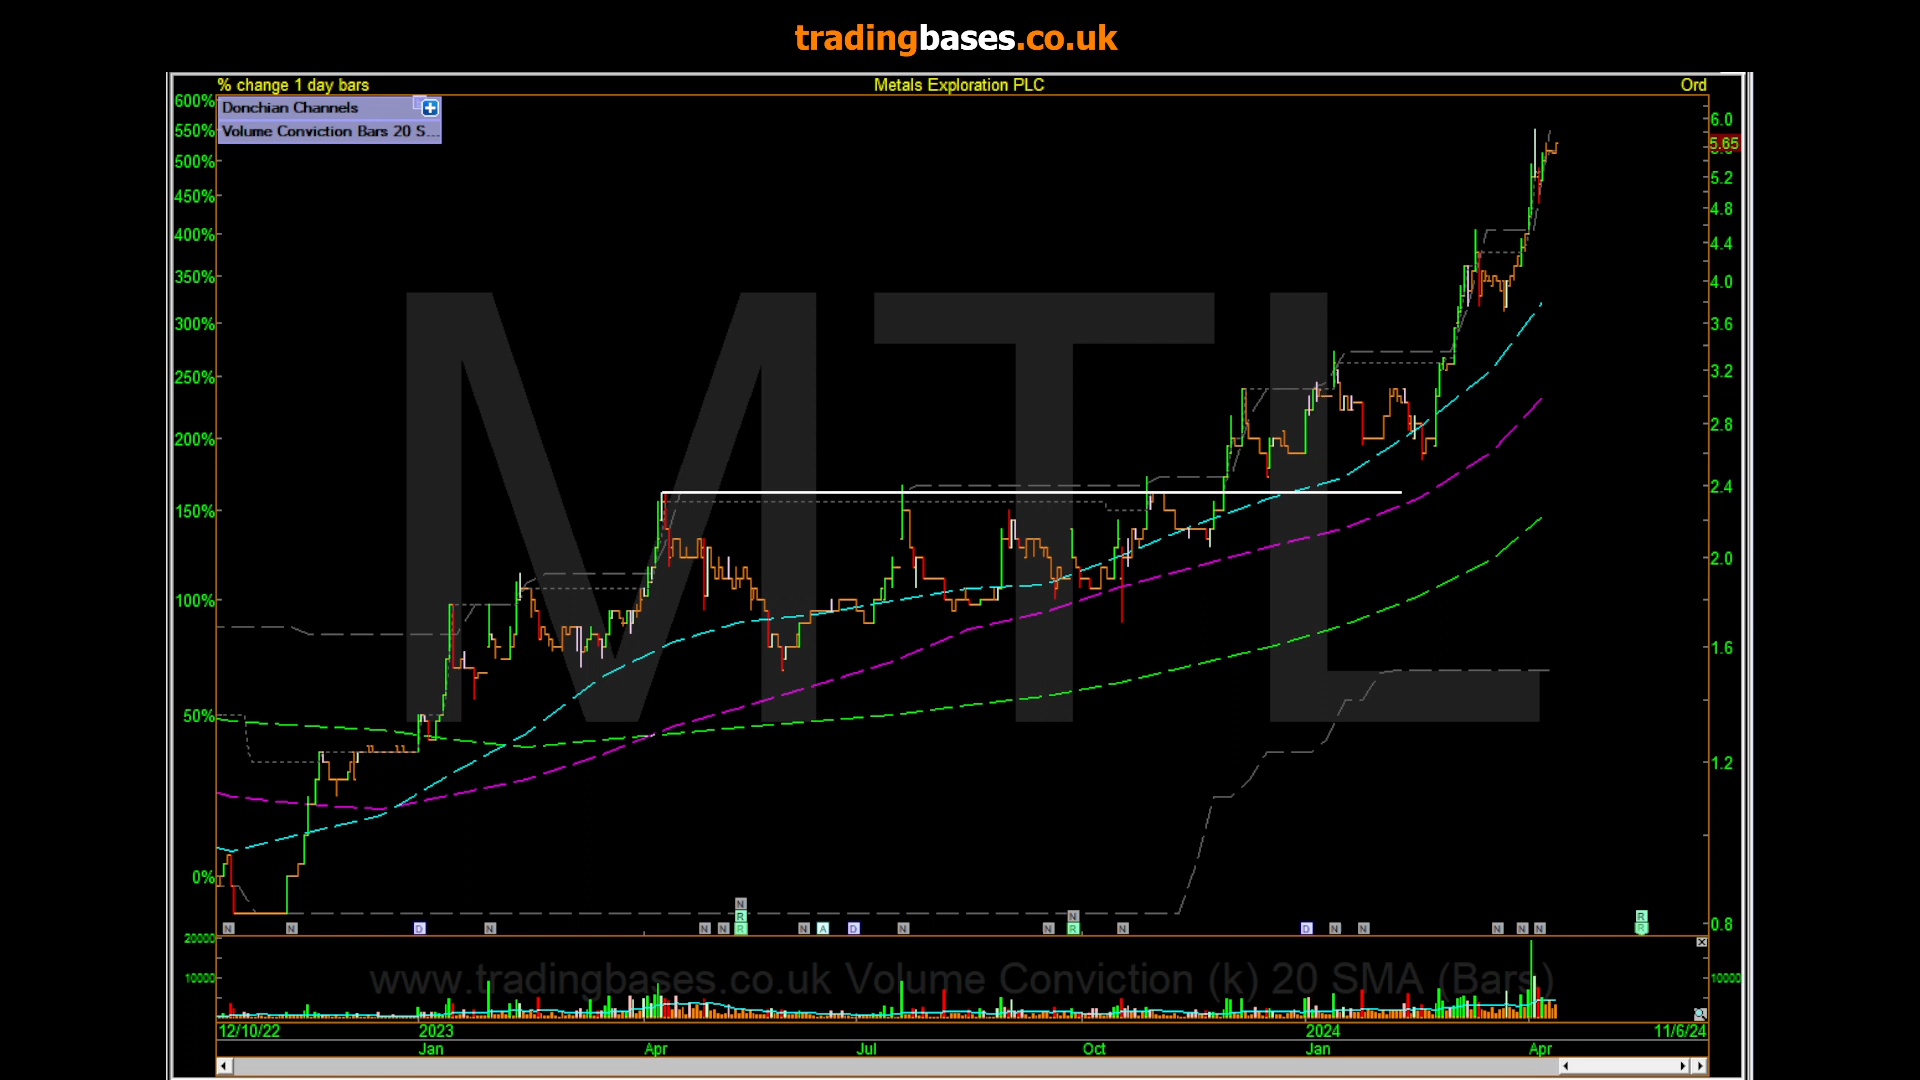 tradingbases.co.uk
% change 1 day bars Metals Exploration PLC Ord
Donchian Channels
Volume Conviction Bars 20 S...
600%
550%
500%
450%
400%
350%
300%
250%
200%
150%
100%
50%
0%
6.0
5.65
5.2
4.8
4.4
4.0
3.6
3.2
2.8
2.4
2.0
1.6
1.2
0.8
MTL
N
R
N N
R R
N N D N N N R N A D N N R N D N N N N N R
20000
10000 10000
www.tradingbases.co.uk Volume Conviction (k) 20 SMA (Bars)
12/10/22 2023 2024 11/6/24
Jan Apr Jul Oct Jan Apr